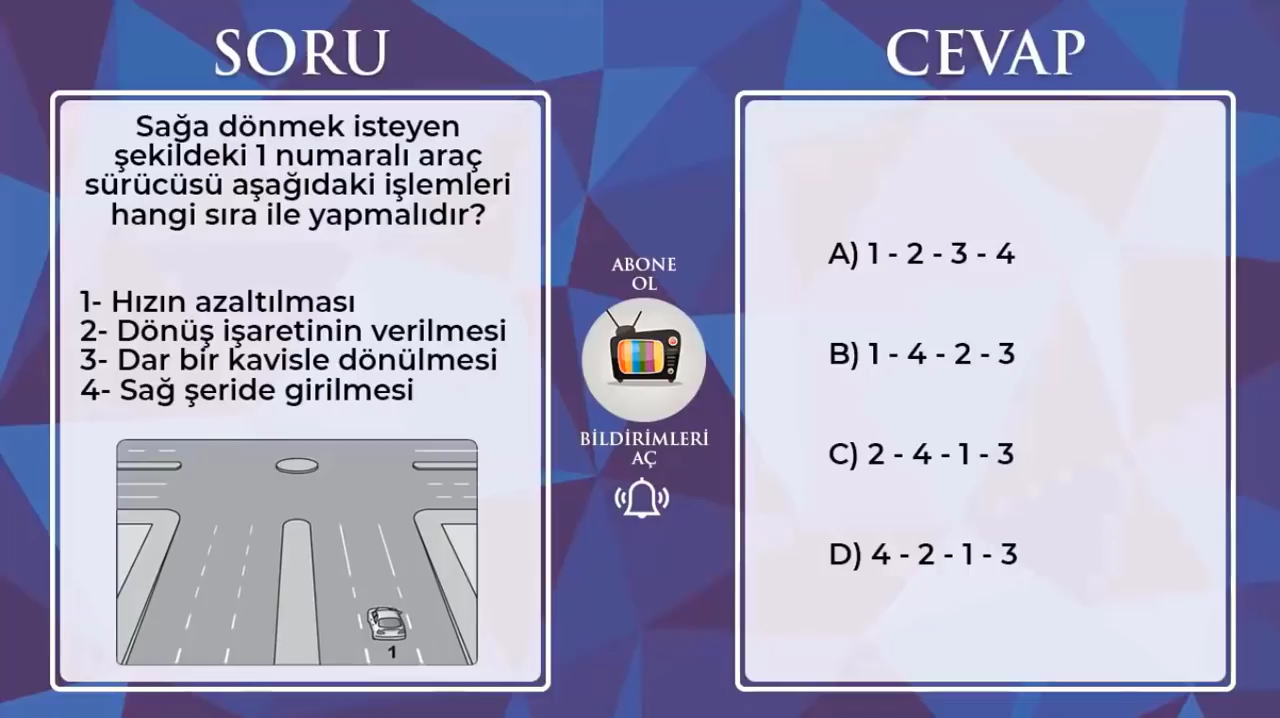 SORU
Sağa dönmek isteyen
şekildeki 1 numaralı araç
sürücüsü aşağıdaki işlemleri
hangi sıra ile yapmalıdır?
1- Hızın azaltılması
2- Dönüş işaretinin verilmesi
3- Dar bir kavisle dönülmesi
4- Sağ şeride girilmesi
1
ABONE
OL
BİLDİRİMLERİ
AÇ
CEVAP
A) 1 - 2 - 3 - 4
B) 1 - 4 - 2 - 3
C) 2 - 4 - 1 - 3
D) 4 - 2 - 1 - 3